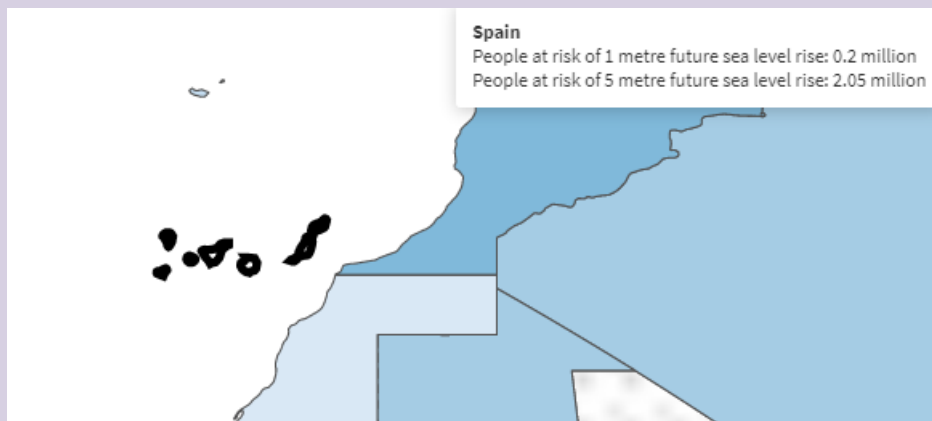 Spain
People at risk of 1 metre future sea level rise: 0.2 million
People at risk of 5 metre future sea level rise: 2.05 million